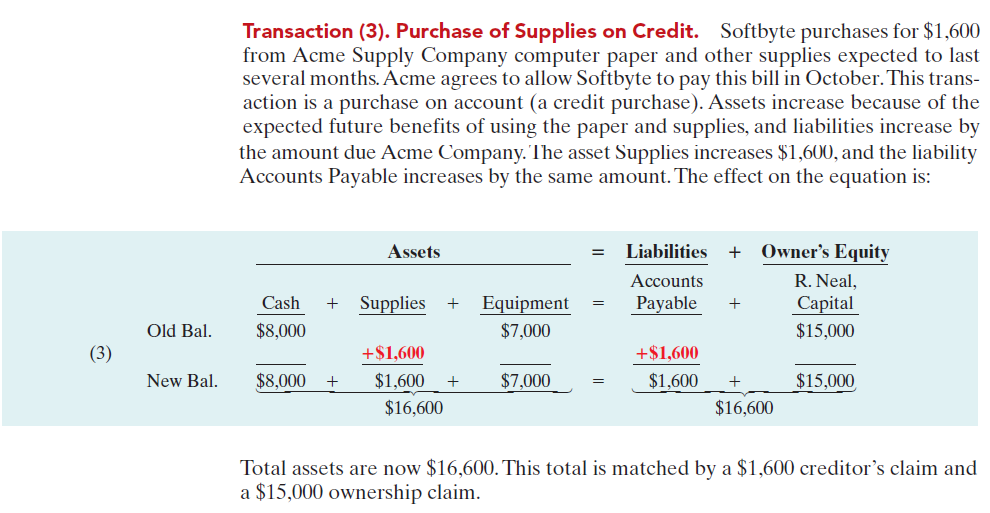 Transaction (3). Purchase of Supplies on Credit. Softbyte purchases for $1,600
from Acme Supply Company computer paper and other supplies expected to last
several months. Acme agrees to allow Softbyte to pay this bill in October. This trans-
action is a purchase on account (a credit purchase). Assets increase because of the
expected future benefits of using the paper and supplies, and liabilities increase by
the amount due Acme Company. The asset Supplies increases $1,600, and the liability
Accounts Payable increases by the same amount. The effect on the equation is:
Assets = Liabilities + Owner's Equity
Accounts R. Neal,
Cash + Supplies + Equipment = Payable + Capital
Old Bal. $8,000 $7,000 $15,000
(3) +$1,600 +$1,600
New Bal. $8,000 + $1,600 + $7,000 = $1,600 + $15,000
$16,600 $16,600
Total assets are now $16,600. This total is matched by a $1,600 creditor's claim and
a $15,000 ownership claim.